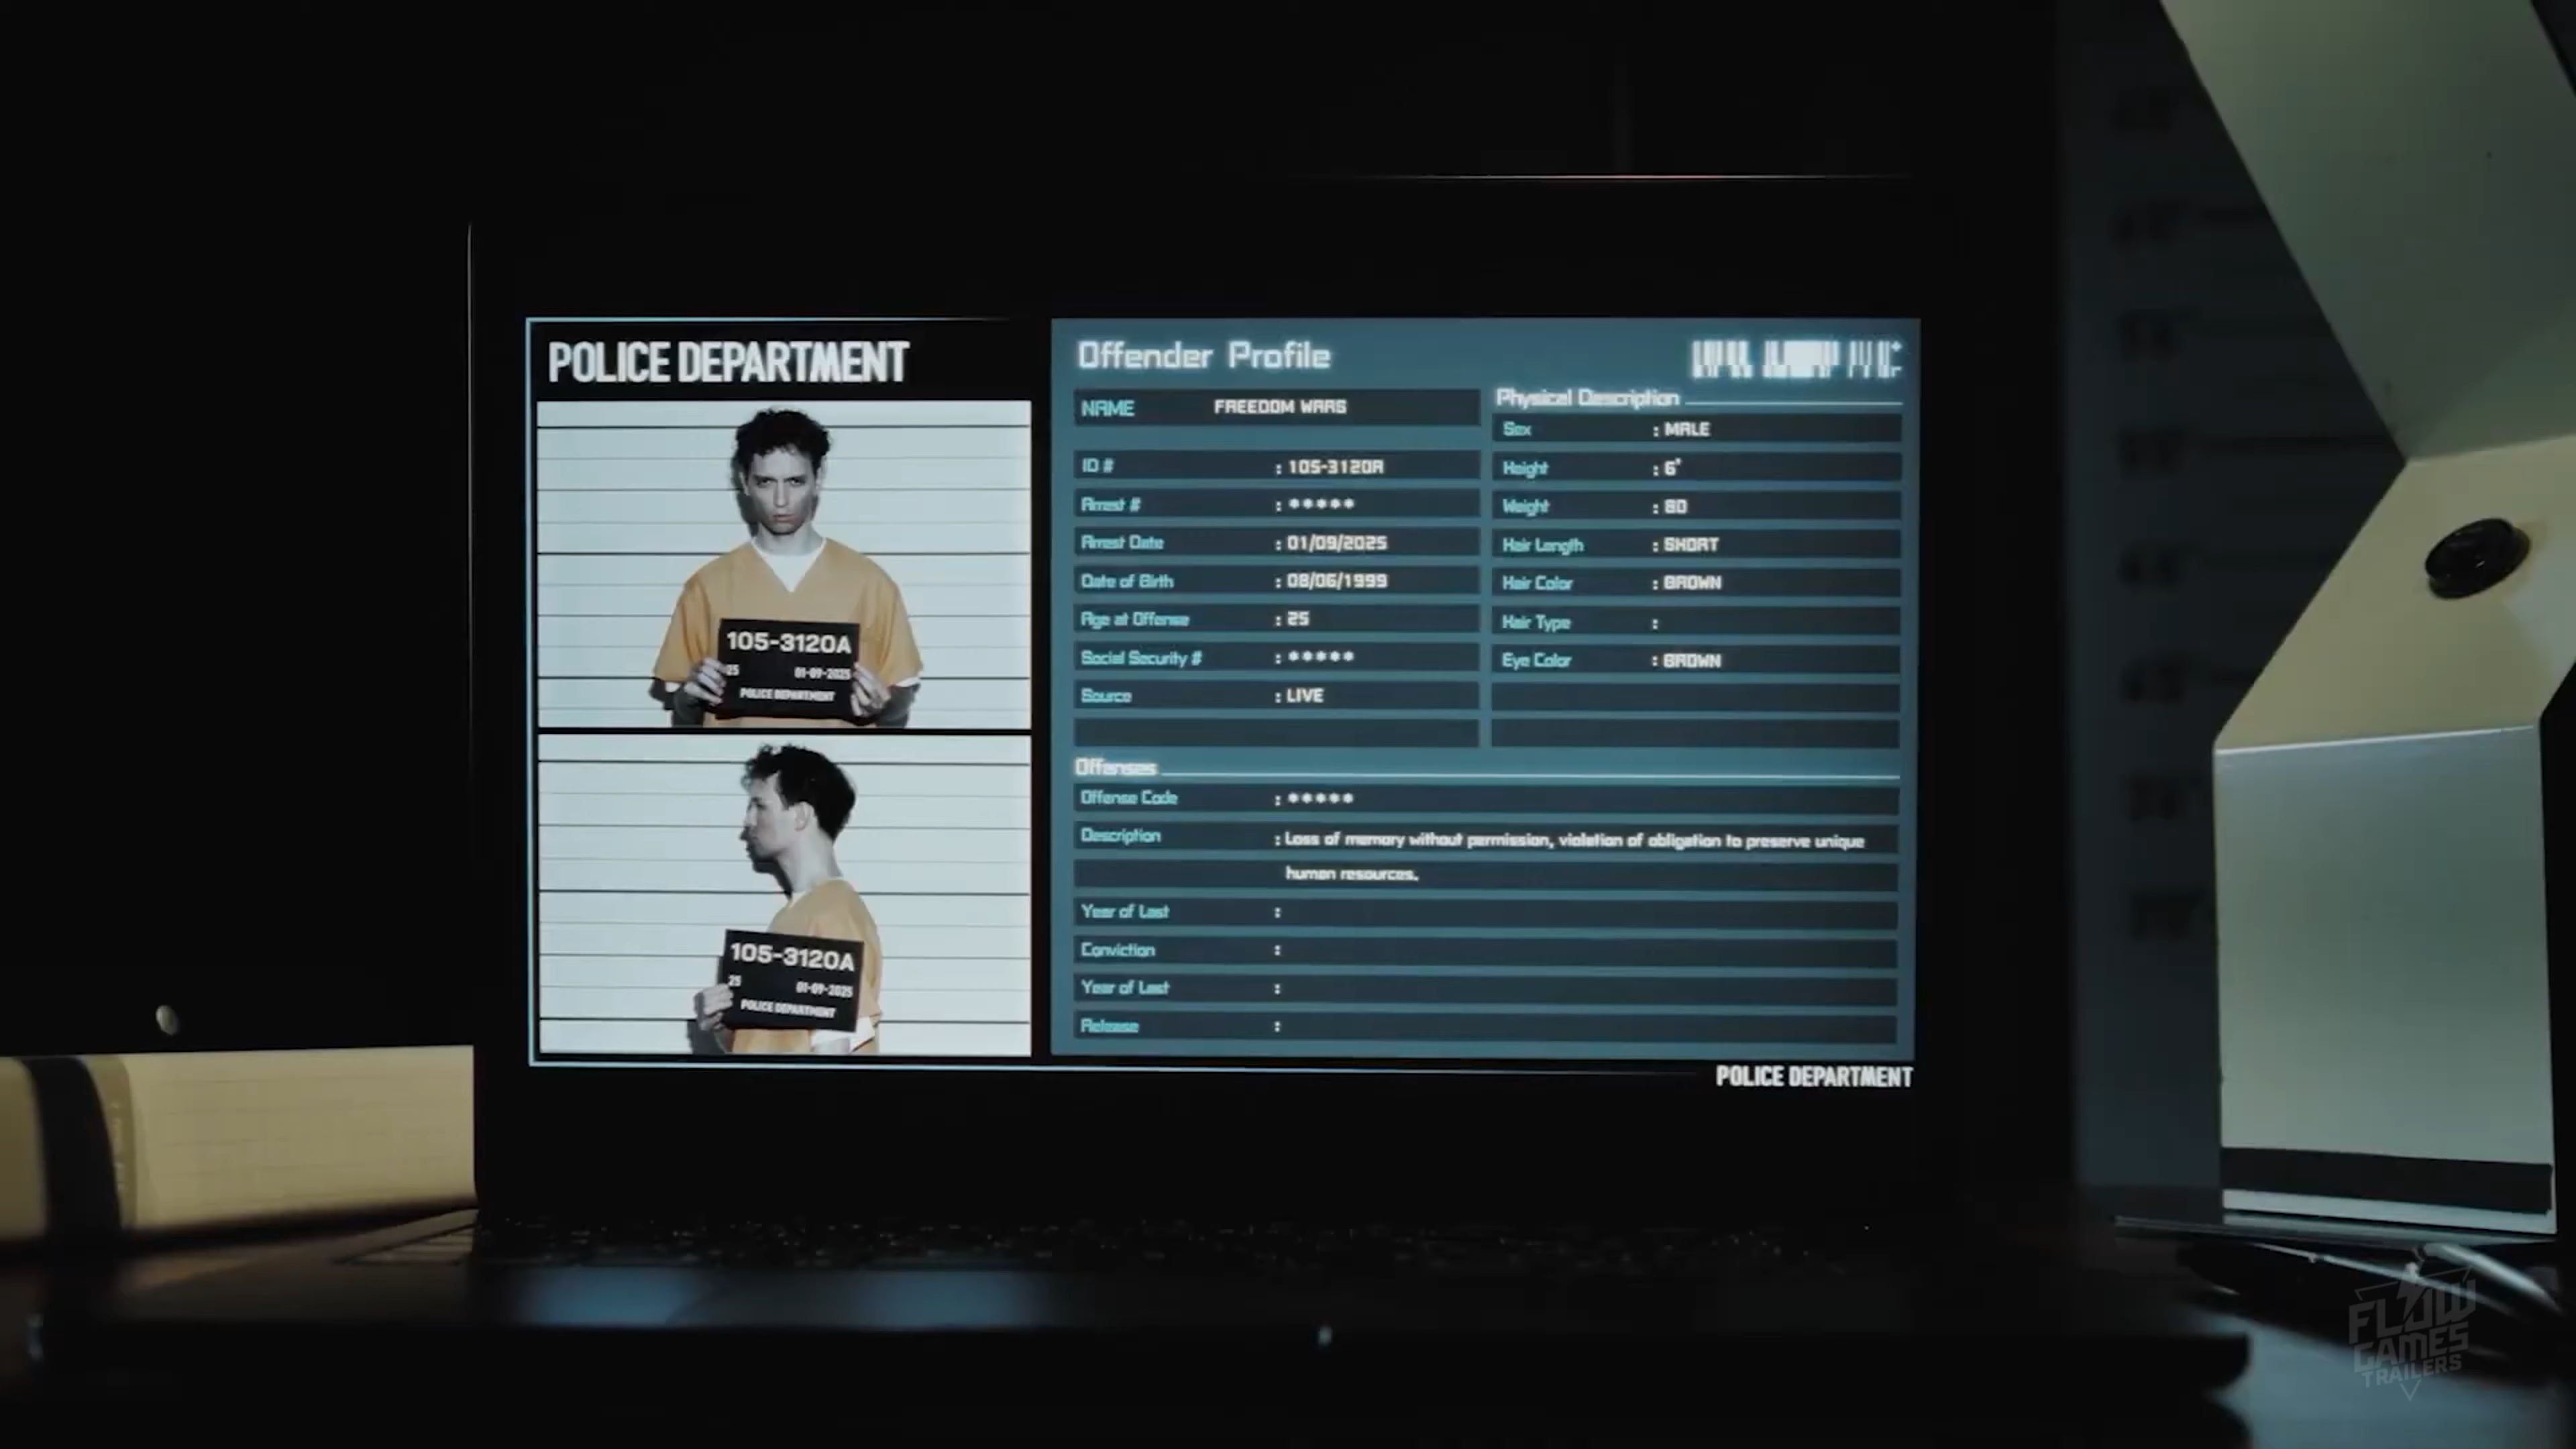 POLICE DEPARTMENT
105-3120A
25 01-09-2025
POLICE DEPARTMENT
105-3120A
25 01-09-2025
POLICE DEPARTMENT
Offender Profile
NAME FREEDOM WARS
ID # : 105-3120A
Arrest # : *****
Arrest Date : 01/09/2025
Date of Birth : 08/06/1999
Age at Offense : 25
Social Security # : *****
Source : LIVE
Physical Description
Sex : MALE
Height : 6'
Weight : 80
Hair Length : SHORT
Hair Color : BROWN
Hair Type :
Eye Color : BROWN
Offenses
Offense Code : *****
Description : Loss of memory without permission, violation of obligation to preserve unique
human resources.
Year of Last :
Conviction :
Year of Last :
Release :
POLICE DEPARTMENT
FLOW
GAMES
TRAILERS